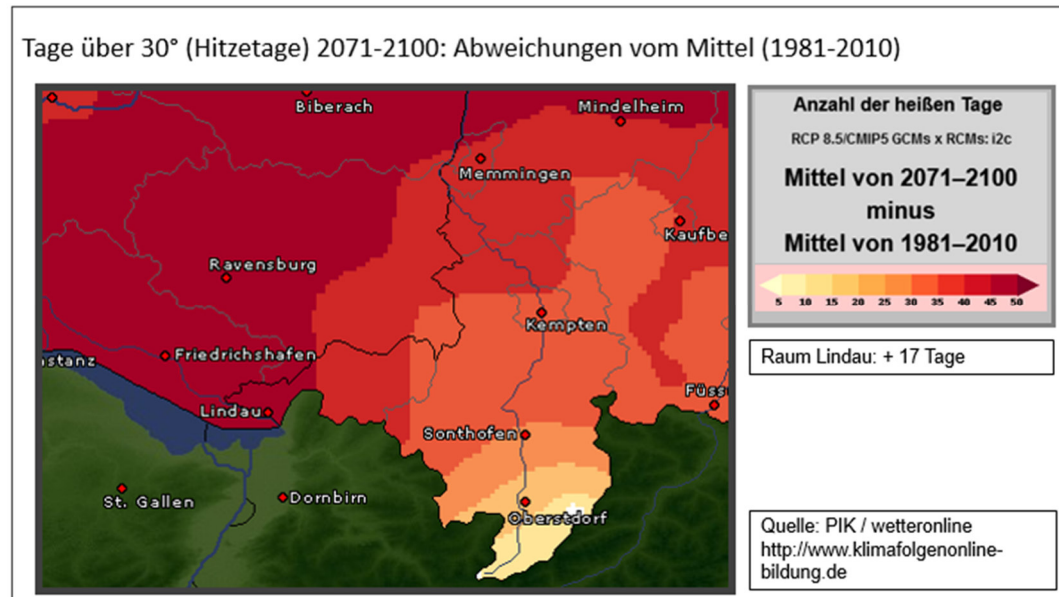 Tage über 30° (Hitzetage) 2071-2100: Abweichungen vom Mittel (1981-2010)
Biberach
Mindelheim
Memmingen
Kaufbe
Ravensburg
Kempten
Friedrichshafen
nstanz
Füss
Lindau
Sonthofen
St. Gallen
Dornbirn
Oberstdorf
Anzahl der heißen Tage
RCP 8.5/CMIP5 GCMs x RCMs: i2c
Mittel von 2071–2100
minus
Mittel von 1981–2010
5 10 15 20 25 30 35 40 45 50
Raum Lindau: + 17 Tage
Quelle: PIK / wetteronline
http://www.klimafolgenonline-
bildung.de